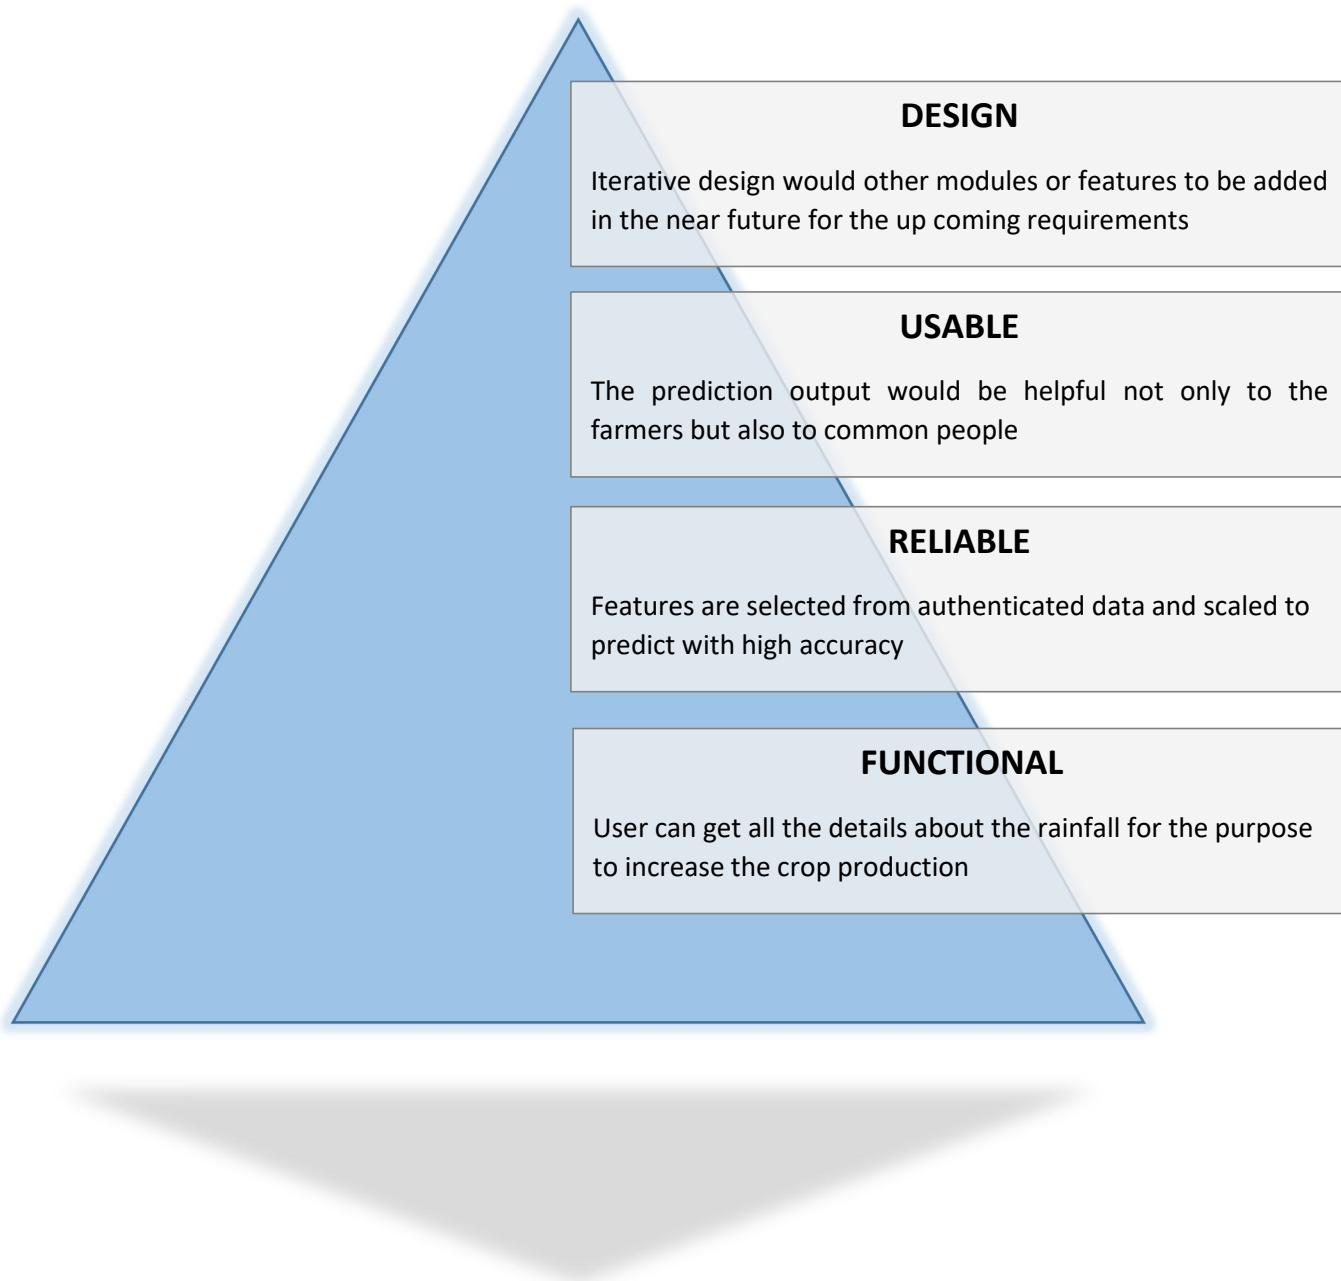 DESIGN
Iterative design would other modules or features to be added
in the near future for the up coming requirements
USABLE
The prediction output would be helpful not only to the
farmers but also to common people
RELIABLE
Features are selected from authenticated data and scaled to
predict with high accuracy
FUNCTIONAL
User can get all the details about the rainfall for the purpose
to increase the crop production